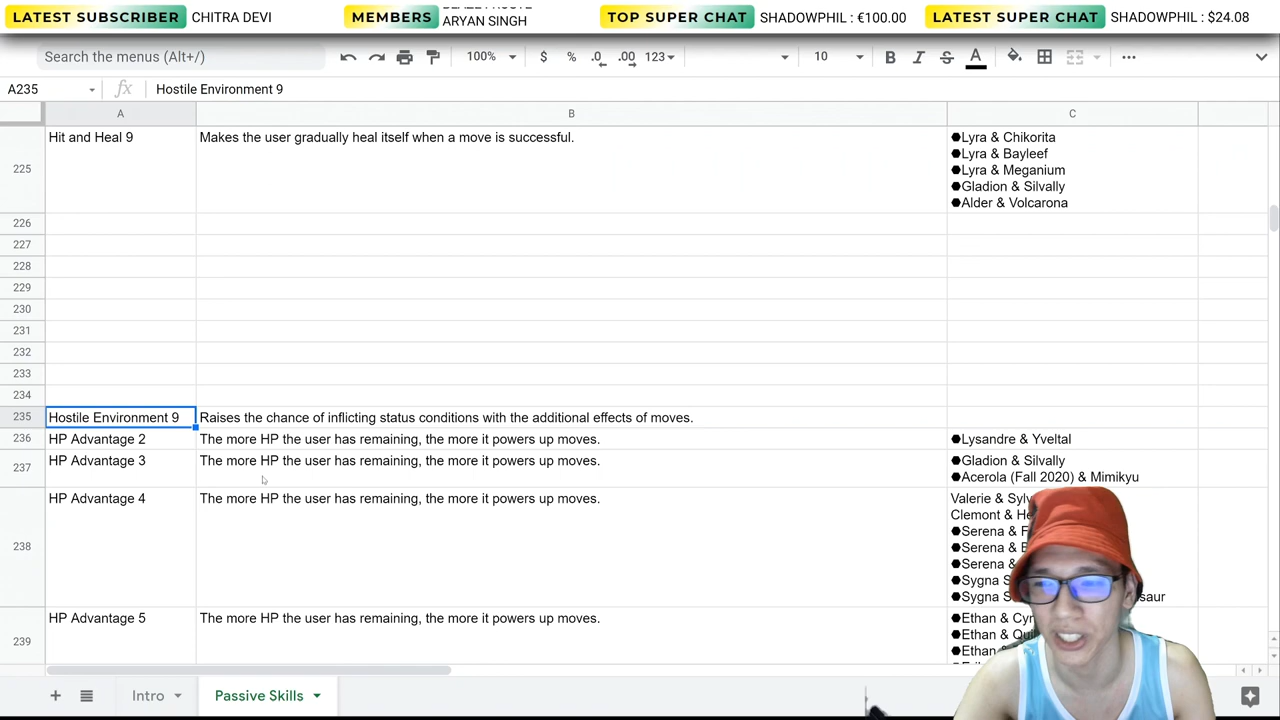 LATEST SUBSCRIBER CHITRA DEVI
MEMBERS
ARYAN SINGH
TOP SUPER CHAT SHADOWPHIL : €100.00
LATEST SUPER CHAT SHADOWPHIL : $24.08
Search the menus (Alt+/)
100%
$ % .0 .00 123
10
B I S A
A235
fx
Hostile Environment 9
A B C
Hit and Heal 9
Makes the user gradually heal itself when a move is successful.
●Lyra & Chikorita
●Lyra & Bayleef
●Lyra & Meganium
●Gladion & Silvally
●Alder & Volcarona
225
226
227
228
229
230
231
232
233
234
235 Hostile Environment 9 Raises the chance of inflicting status conditions with the additional effects of moves.
236 HP Advantage 2 The more HP the user has remaining, the more it powers up moves. ●Lysandre & Yveltal
237 HP Advantage 3 The more HP the user has remaining, the more it powers up moves. ●Gladion & Silvally
●Acerola (Fall 2020) & Mimikyu
HP Advantage 4 The more HP the user has remaining, the more it powers up moves. Valerie &
Clemont &
●Serena &
238
●Serena &
●Serena &
●Sygna
●Sygna
HP Advantage 5 The more HP the user has remaining, the more it powers up moves. ●Ethan &
239
●Ethan &
●Ethan
Intro
Passive Skills